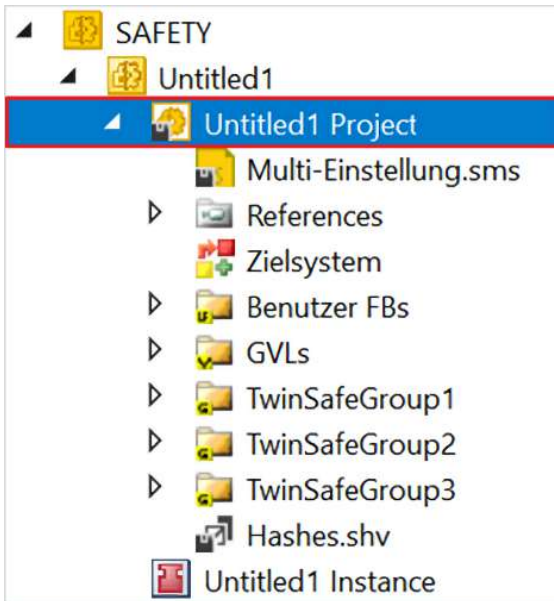 SAFETY
Untitled1
Untitled1 Project
Multi-Einstellung.sms
References
Zielsystem
Benutzer FBs
GVLs
TwinSafeGroup1
TwinSafeGroup2
TwinSafeGroup3
Hashes.shv
Untitled1 Instance